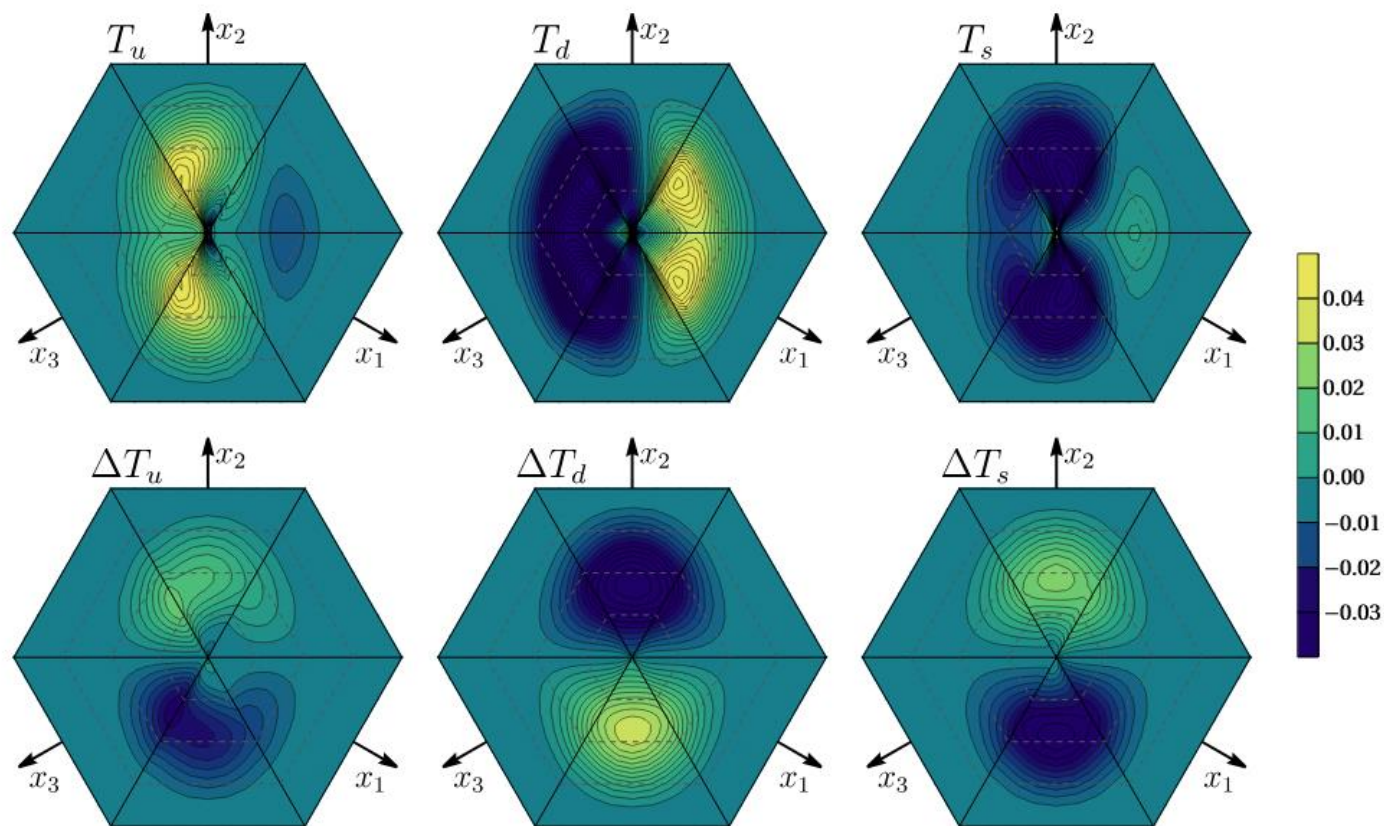 T_u x_2 T_d x_2 T_s x_2
x_3 x_1 x_3 x_1 x_3 x_1
0.04
0.03
0.02
0.01
0.00
−0.01
−0.02
−0.03
ΔT_u x_2 ΔT_d x_2 ΔT_s x_2
x_3 x_1 x_3 x_1 x_3 x_1